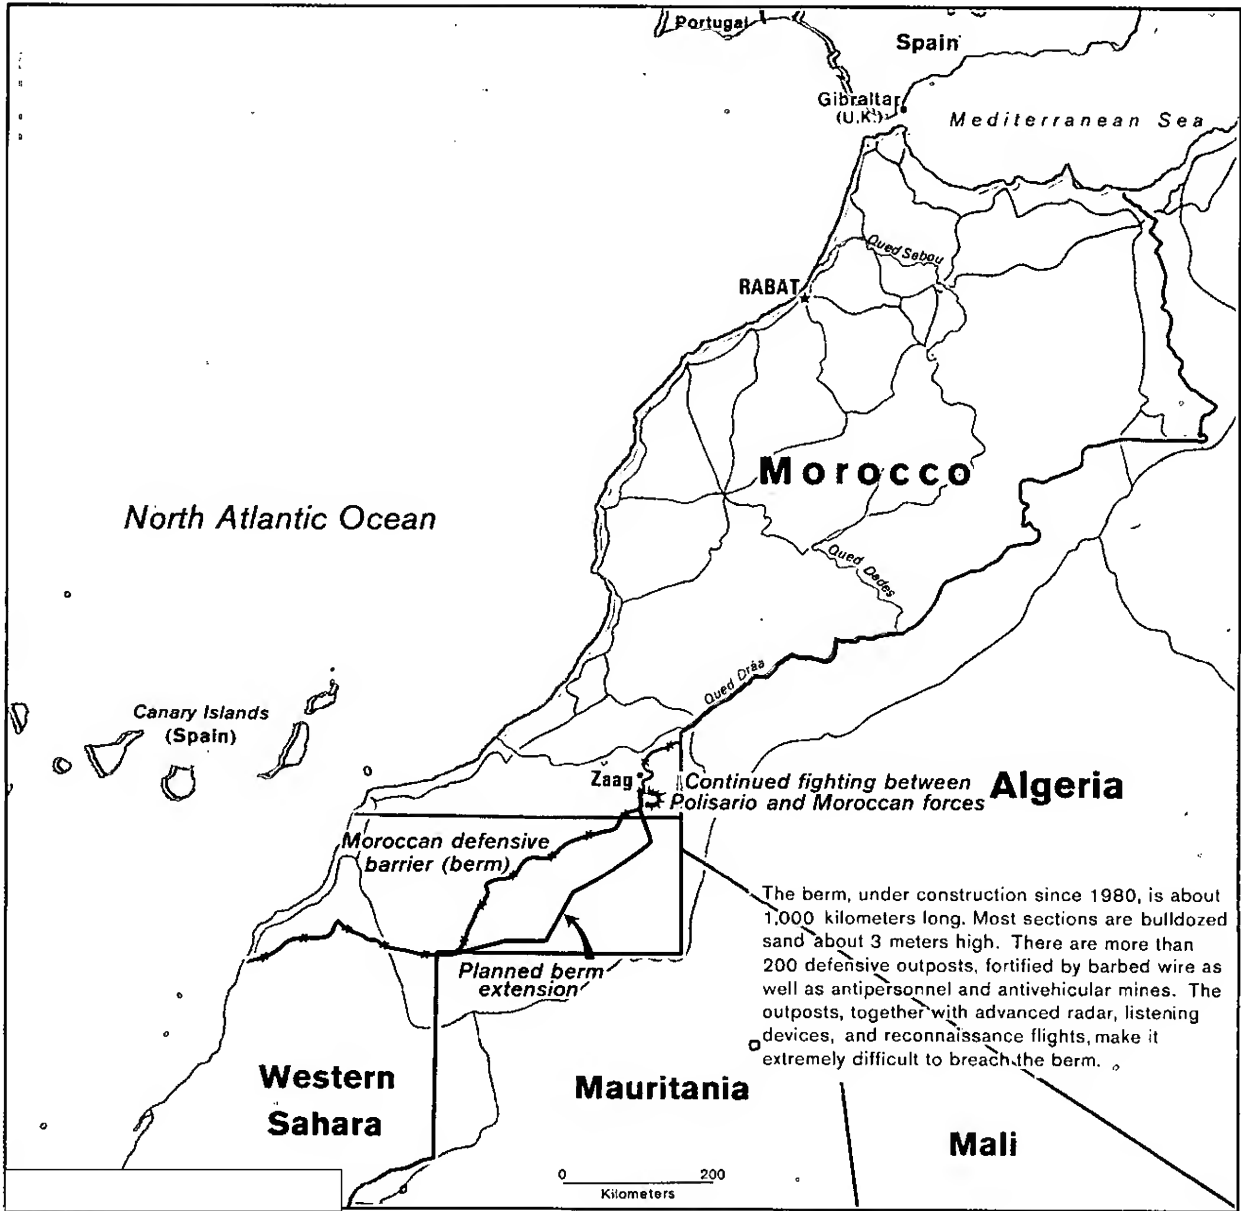 Portugal
Spain
Gibraltar
(U.K.)
Mediterranean Sea
Qued Sebou
RABAT
Morocco
North Atlantic Ocean
Qued Dades
Qued Drâa
Canary Islands
(Spain)
Zaag
Continued fighting between
Polisario and Moroccan forces
Algeria
Moroccan defensive
barrier (berm)
The berm, under construction since 1980, is about
1,000 kilometers long. Most sections are bulldozed
sand about 3 meters high. There are more than
200 defensive outposts, fortified by barbed wire as
well as antipersonnel and antivehicular mines. The
outposts, together with advanced radar, listening
devices, and reconnaissance flights, make it
extremely difficult to breach the berm.
Planned berm
extension
Western
Sahara
Mauritania
Mali
0 200
Kilometers